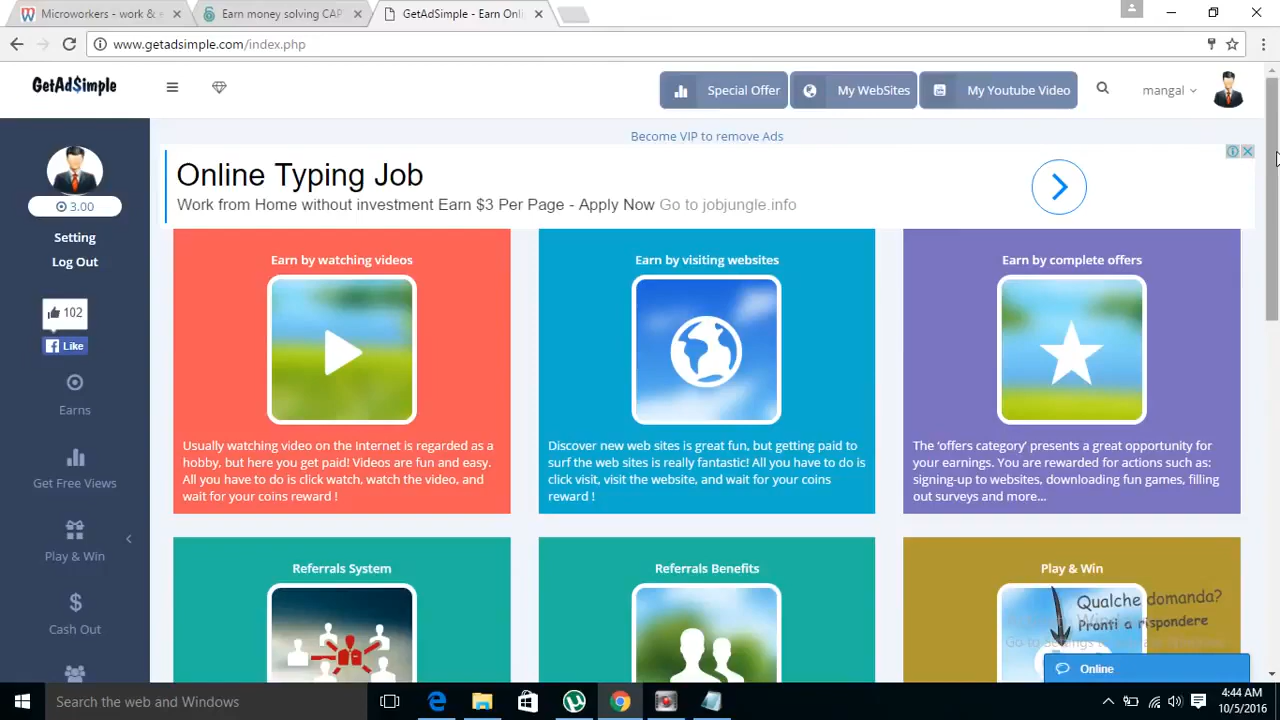 Microworkers - work &
Earn money solving CAP
GetAdSimple - Earn Onli
www.getadsimple.com/index.php
GetAd$imple
Special Offer
My WebSites
My Youtube Video
mangal
Become VIP to remove Ads
Online Typing Job
Work from Home without investment Earn $3 Per Page - Apply Now Go to jobjungle.info
3.00
Setting
Log Out
102
Like
Earns
Get Free Views
Play & Win
Cash Out
Earn by watching videos
Usually watching video on the Internet is regarded as a
hobby, but here you get paid! Videos are fun and easy.
All you have to do is click watch, watch the video, and
wait for your coins reward !
Earn by visiting websites
Discover new web sites is great fun, but getting paid to
surf the web sites is really fantastic! All you have to do is
click visit, visit the website, and wait for your coins
reward !
Earn by complete offers
The 'offers category' presents a great opportunity for
your earnings. You are rewarded for actions such as:
signing-up to websites, downloading fun games, filling
out surveys and more...
Referrals System
Referrals Benefits
Play & Win
Qualche domanda?
Pronti a rispondere
Online
Search the web and Windows
4:44 AM
10/5/2016